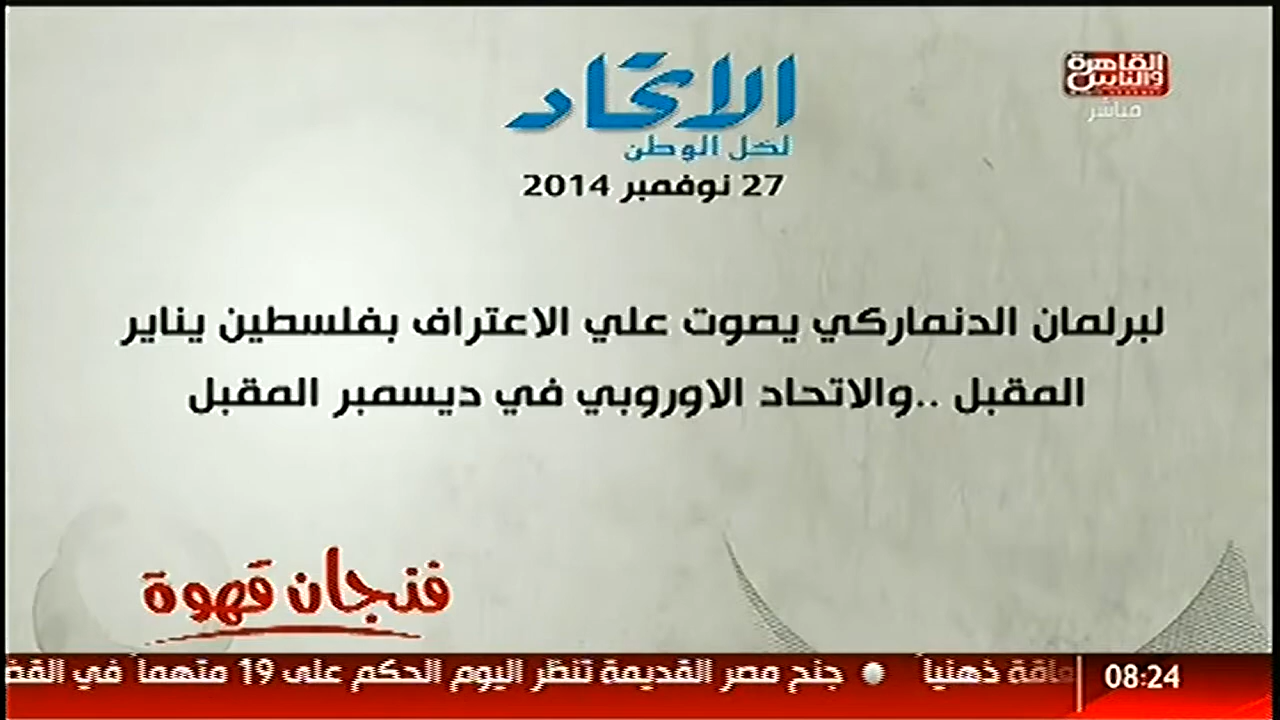 القاهرة
والناس
مباشر
الاتحاد
لكل الوطن
27 نوفمبر 2014
لبرلمان الدنماركي يصوت علي الاعتراف بفلسطين يناير
المقبل ..والاتحاد الاوروبي في ديسمبر المقبل
فنجان قهوة
ذهنياً ● جنح مصر القديمة تنظر اليوم الحكم على 19 متهماً في
08:24